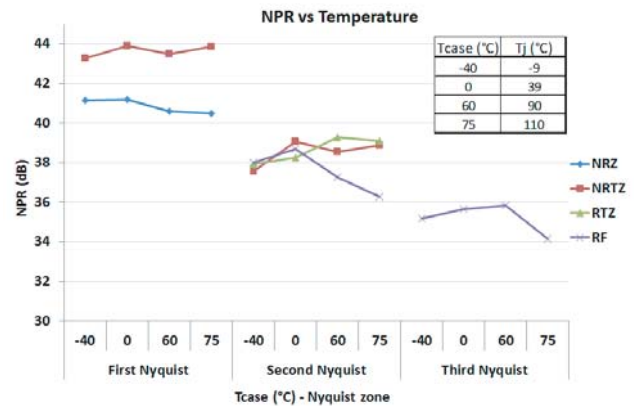 NPR vs Temperature
44
42
40
38
36
34
32
30
NPR (dB)
Tcase (°C) Tj (°C)
-40 -9
0 39
60 90
75 110
NRZ
NRTZ
RTZ
RF
-40 0 60 75 -40 0 60 75 -40 0 60 75
First Nyquist Second Nyquist Third Nyquist
Tcase (°C) - Nyquist zone